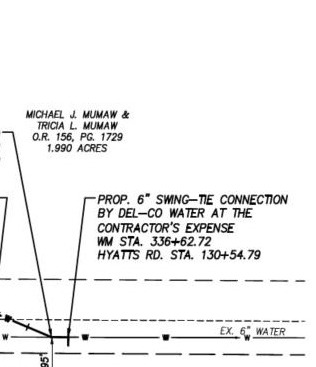 MICHAEL J. MUMAW &
TRICIA L. MUMAW
O.R. 156, PG. 1729
1.990 ACRES
PROP. 6" SWING-TIE CONNECTION
BY DEL-CO WATER AT THE
CONTRACTOR'S EXPENSE
WM STA. 336+62.72
HYATTS RD. STA. 130+54.79
EX. 6" WATER
W
W
W
W
W
95'